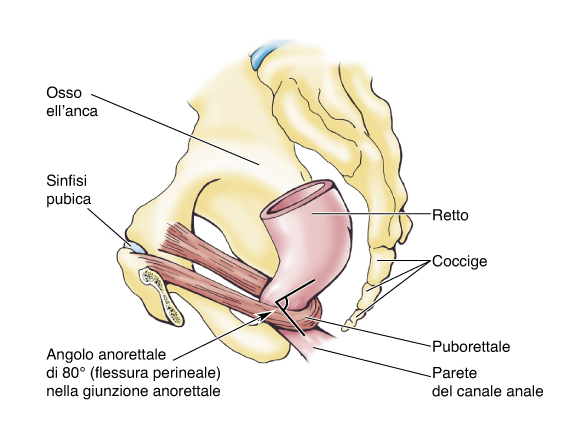 Osso
ell'anca
Sinfisi
pubica
Retto
Coccige
Puborettale
Angolo anorettale
di 80° (flessura perineale)
nella giunzione anorettale
Parete
del canale anale